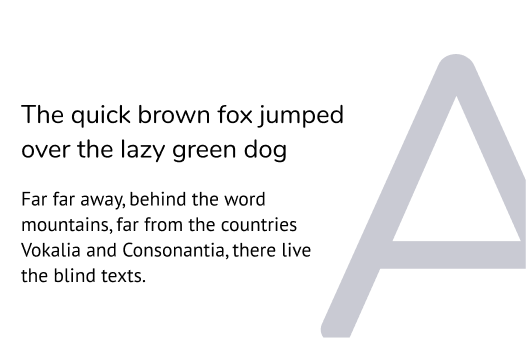 The quick brown fox jumped
over the lazy green dog
Far far away, behind the word
mountains, far from the countries
Vokalia and Consonantia, there live
the blind texts.
A